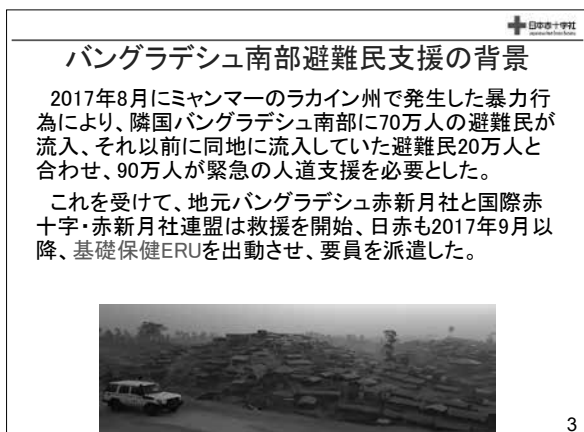 日本赤十字社
バングラデシュ南部避難民支援の背景
2017年8月にミャンマーのラカイン州で発生した暴力行
為により、隣国バングラデシュ南部に70万人の避難民が
流入、それ以前に同地に流入していた避難民20万人と
合わせ、90万人が緊急の人道支援を必要とした。
これを受けて、地元バングラデシュ赤新月社と国際赤
十字・赤新月社連盟は救援を開始、日赤も2017年9月以
降、基礎保健ERUを出動させ、要員を派遣した。
3